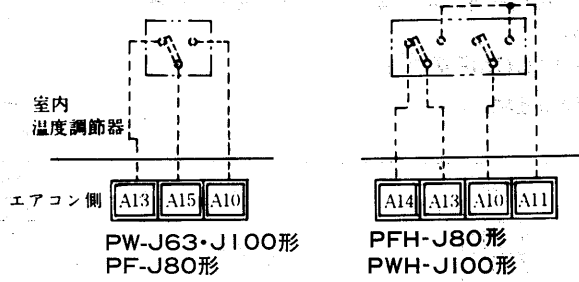 室内
温度調節器
エアコン側 A13 A15 A10
PW-J63・J100形
PF-J80形
A14 A13 A10 A11
PFH-J80形
PWH-J100形